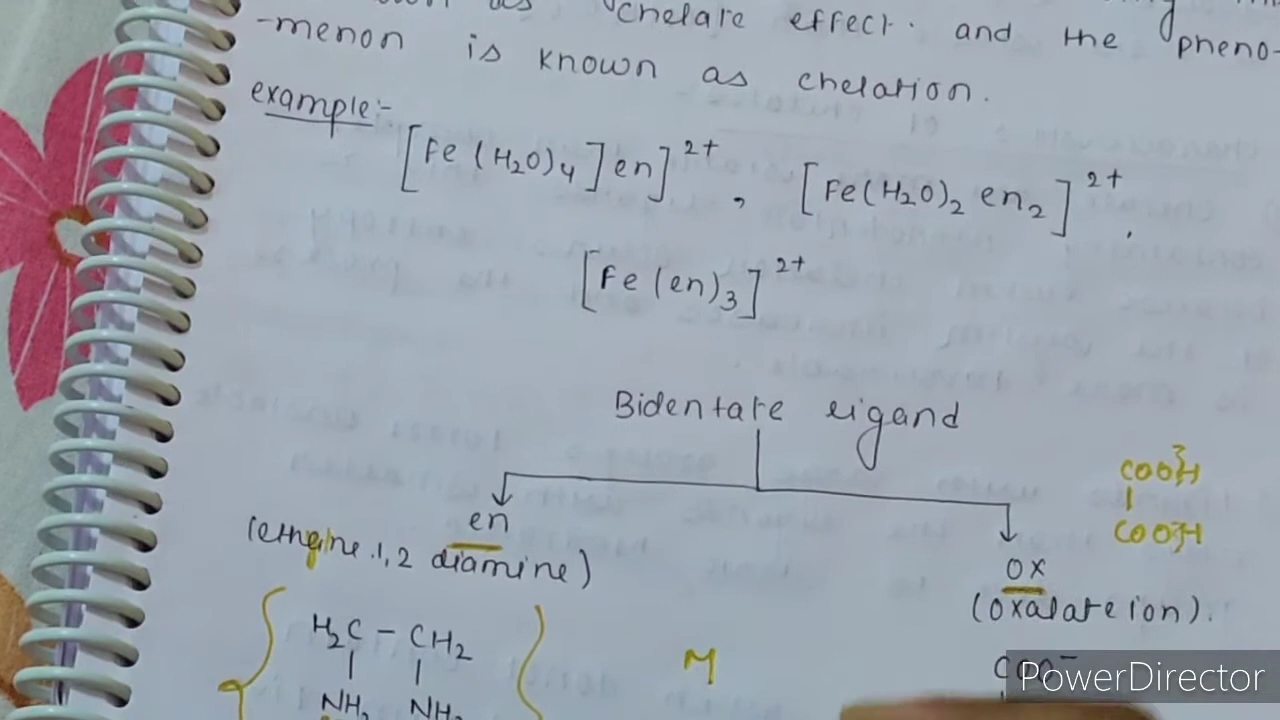 as chelate effect. and the pheno-
-menon is known as chelation.
example:-
[Fe(H₂O)₄]en]²⁺, [Fe(H₂O)₂ en₂]²⁺,
[Fe(en)₃]²⁺
Bidentate ligand
COOH
COOH
en
ox
(ethane 1,2 diamine)
(oxalate ion).
H₂C - CH₂
NH₂ NH₂
M
COO⁻
PowerDirector